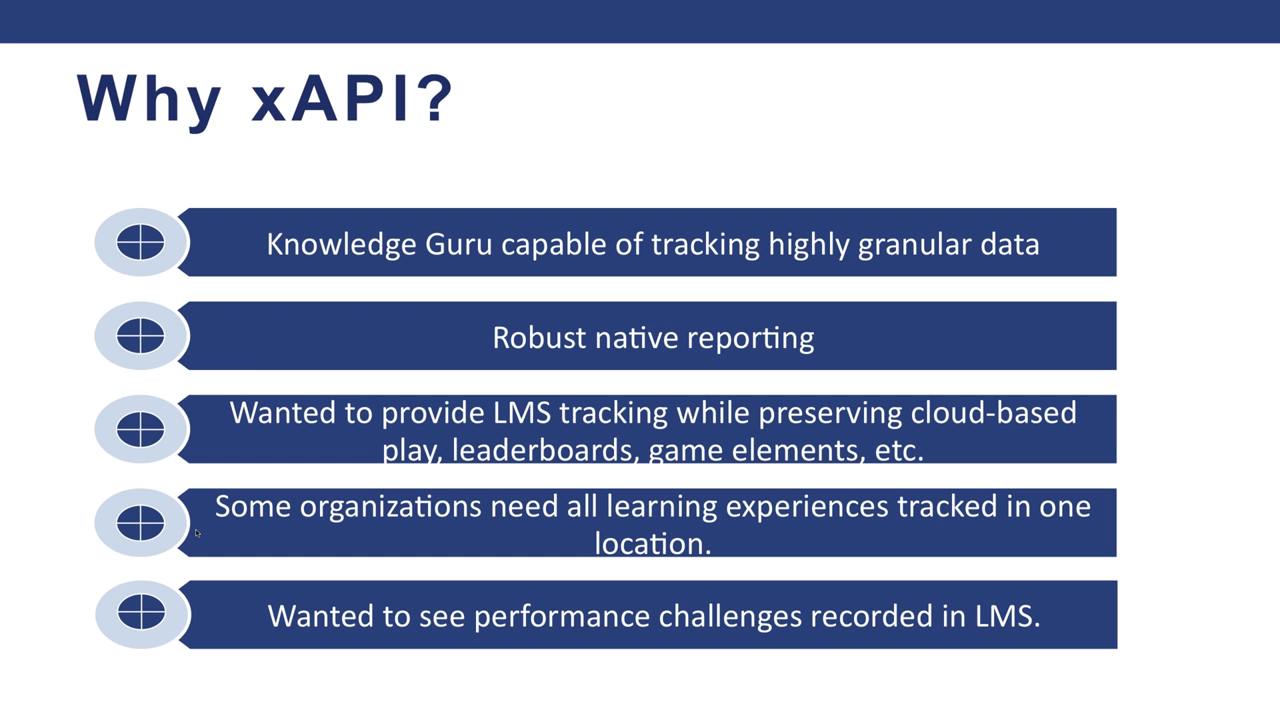 Why xAPI?
Knowledge Guru capable of tracking highly granular data
Robust native reporting
Wanted to provide LMS tracking while preserving cloud-based
play, leaderboards, game elements, etc.
Some organizations need all learning experiences tracked in one
location.
Wanted to see performance challenges recorded in LMS.